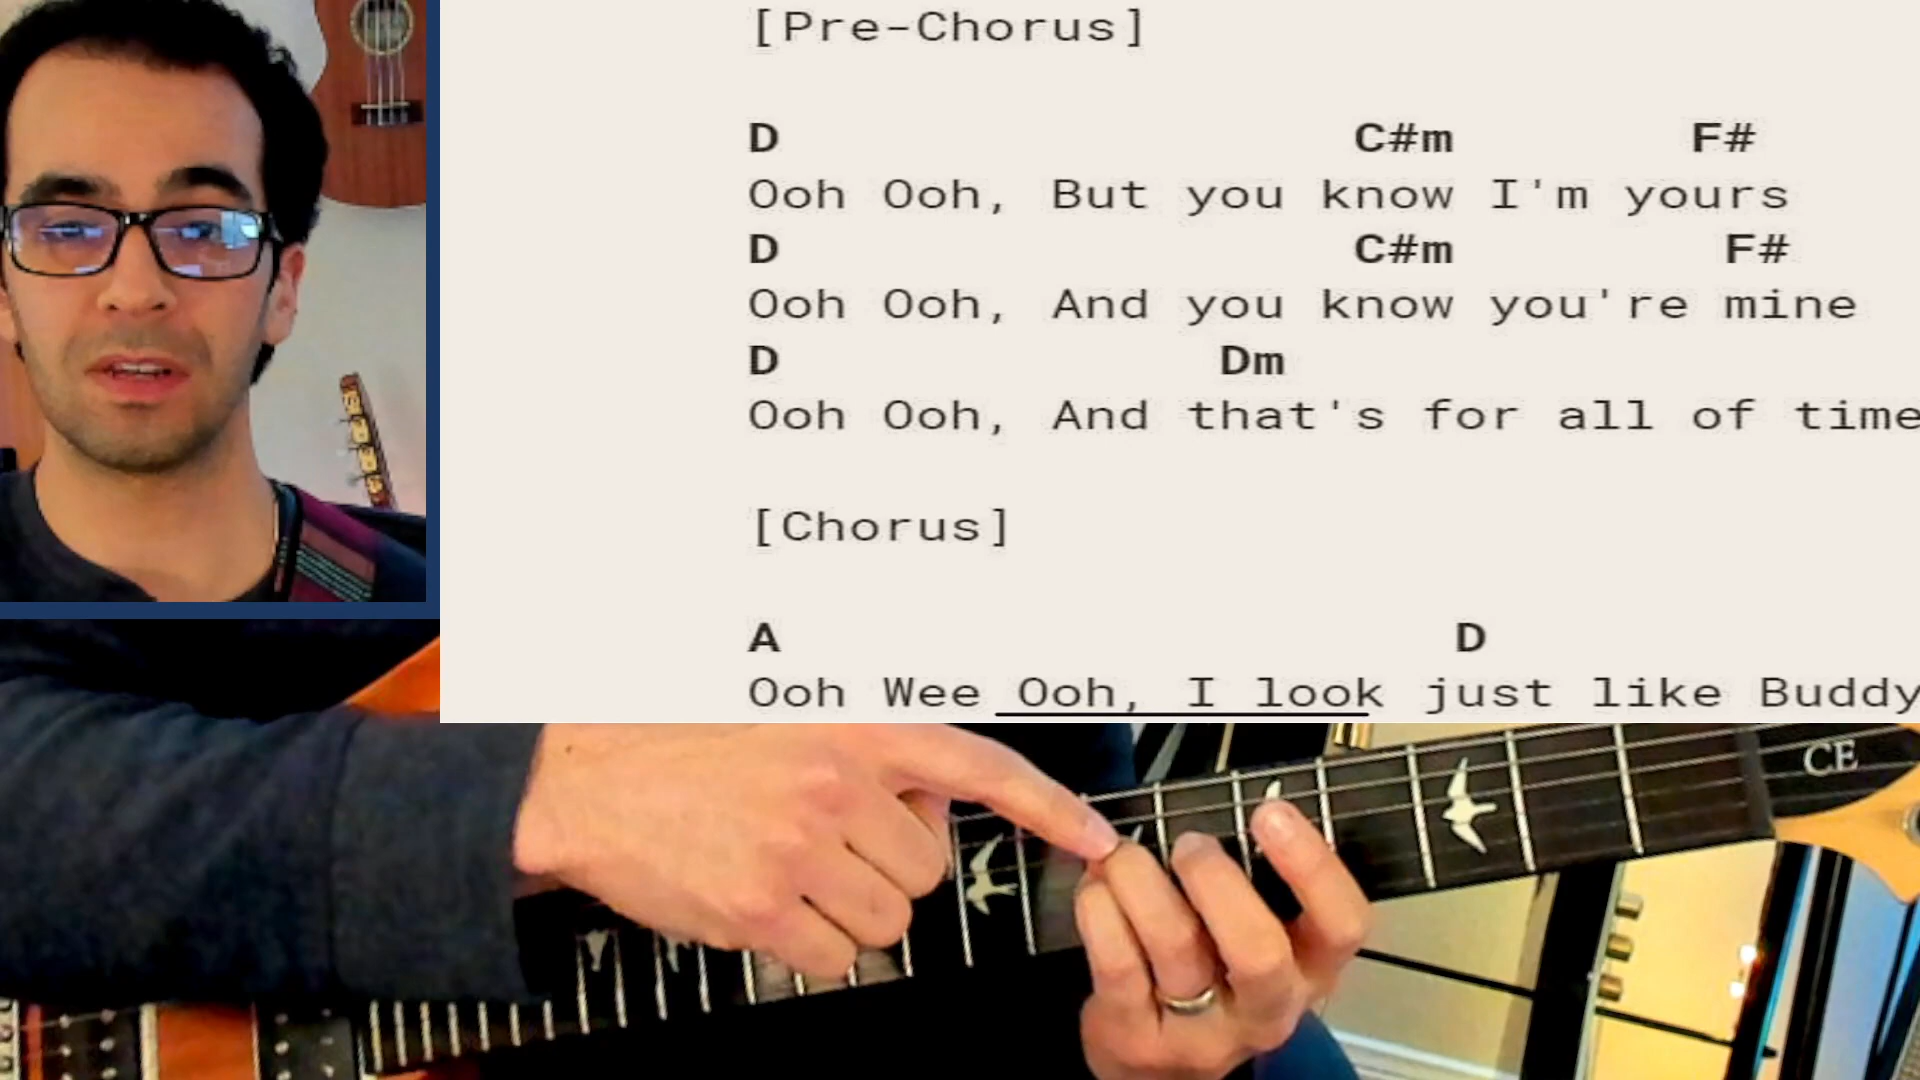 [Pre-Chorus]
D C#m F#
Ooh Ooh, But you know I'm yours
D C#m F#
Ooh Ooh, And you know you're mine
D Dm
Ooh Ooh, And that's for all of time
[Chorus]
A D
Ooh Wee Ooh, I look just like Buddy
CE